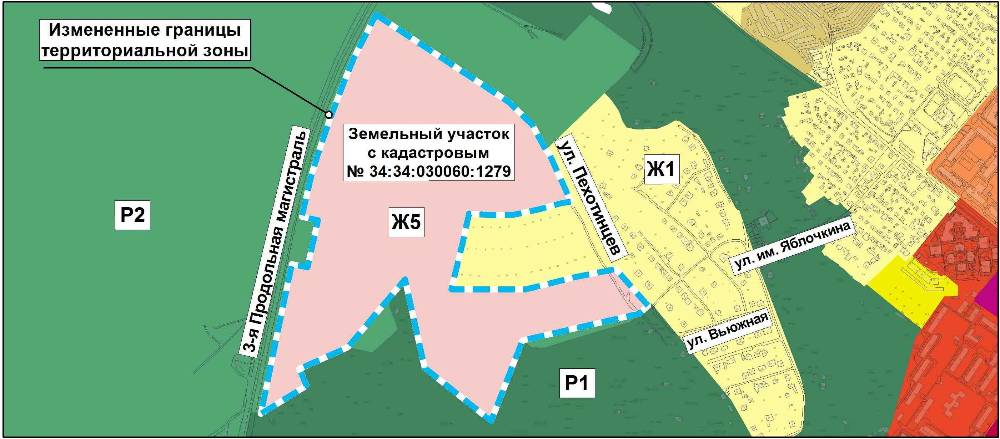 Измененные границы
территориальной зоны
Земельный участок
с кадастровым
№ 34:34:030060:1279
3-я Продольная магистраль
ул. Пехотинцев
Ж1
Р2
Ж5
ул. им. Яблочкина
ул. Вьюжная
Р1